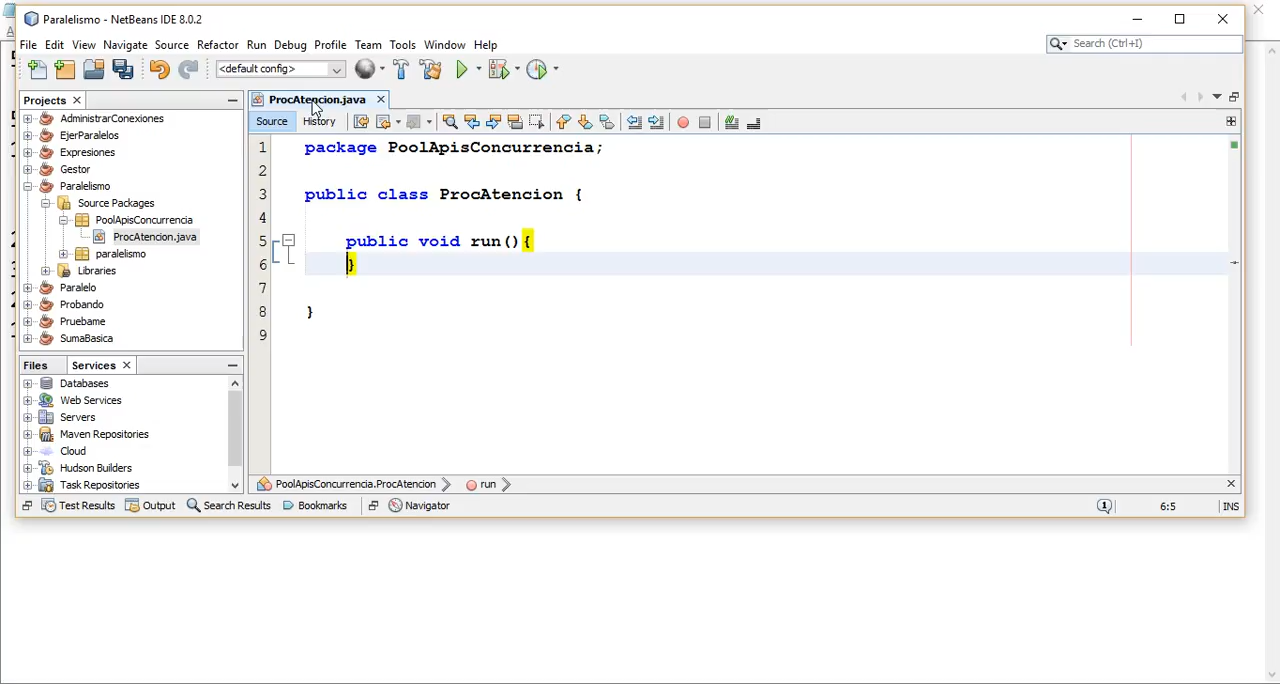 Paralelismo - NetBeans IDE 8.0.2
File Edit View Navigate Source Refactor Run Debug Profile Team Tools Window Help
Search (Ctrl+I)
<default config>
Projects
AdministrarConexiones
EjerParalelos
Expresiones
Gestor
Paralelismo
Source Packages
PoolApisConcurrencia
ProcAtencion.java
paralelismo
Libraries
Paralelo
Probando
Pruebame
SumaBasica
Files Services
Databases
Web Services
Servers
Maven Repositories
Cloud
Hudson Builders
Task Repositories
ProcAtencion.java
Source History
1 package PoolApisConcurrencia;
2
3 public class ProcAtencion {
4
5 public void run(){
6 }
7
8 }
9
PoolApisConcurrencia.ProcAtencion run
Test Results Output Search Results Bookmarks Navigator
1 6:5 INS